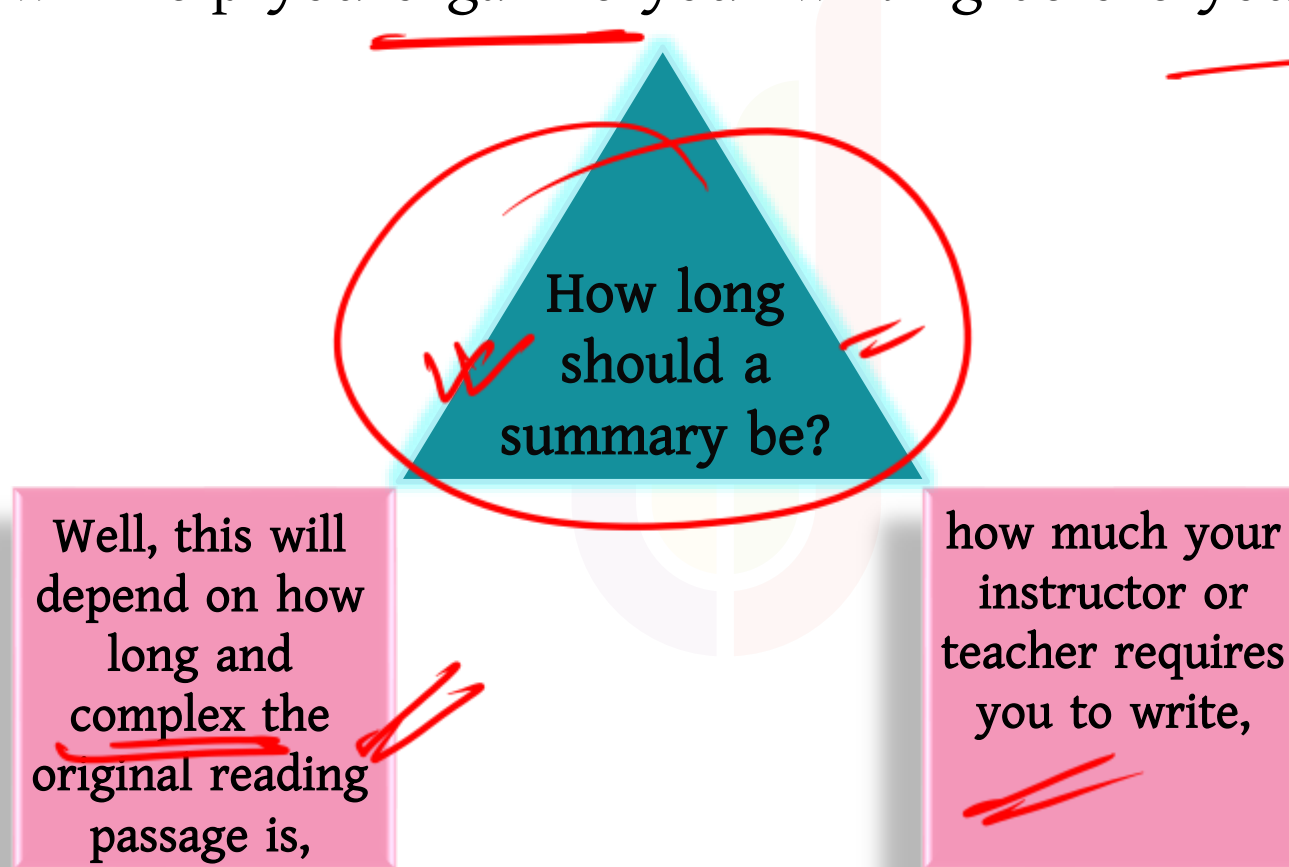 How long
should a
summary be?
Well, this will
depend on how
long and
complex the
original reading
passage is,
how much your
instructor or
teacher requires
you to write,